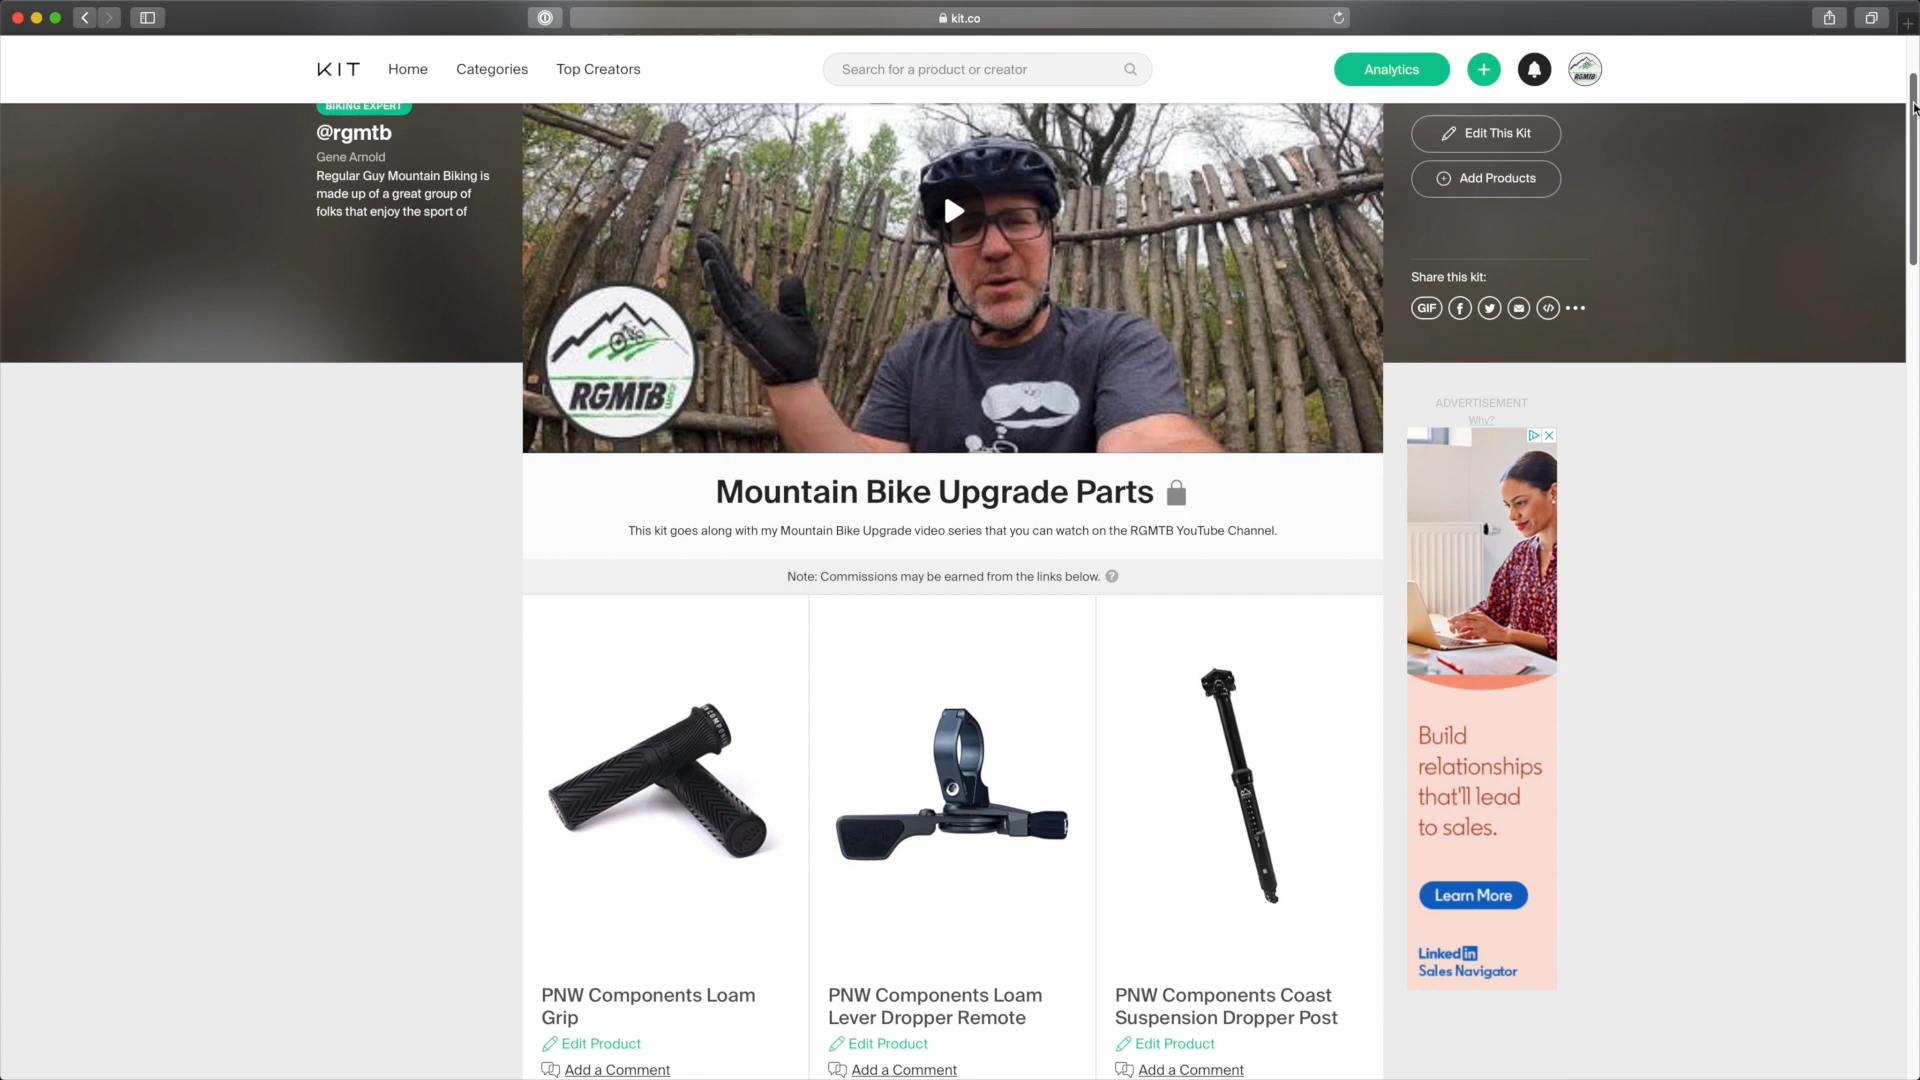 kit.co
KIT Home Categories Top Creators Search for a product or creator Analytics
RGMTB
BIKING EXPERT
@rgmtb
Gene Arnold
Regular Guy Mountain Biking is
made up of a great group of
folks that enjoy the sport of
RGMTB.com
Edit This Kit
Add Products
Share this kit:
GIF
Mountain Bike Upgrade Parts
This kit goes along with my Mountain Bike Upgrade video series that you can watch on the RGMTB YouTube Channel.
Note: Commissions may be earned from the links below. ?
PNW Components Loam
Grip
Edit Product
Add a Comment
PNW Components Loam
Lever Dropper Remote
Edit Product
Add a Comment
PNW Components Coast
Suspension Dropper Post
Edit Product
Add a Comment
ADVERTISEMENT
Why?
Build
relationships
that'll lead
to sales.
Learn More
Linked in
Sales Navigator